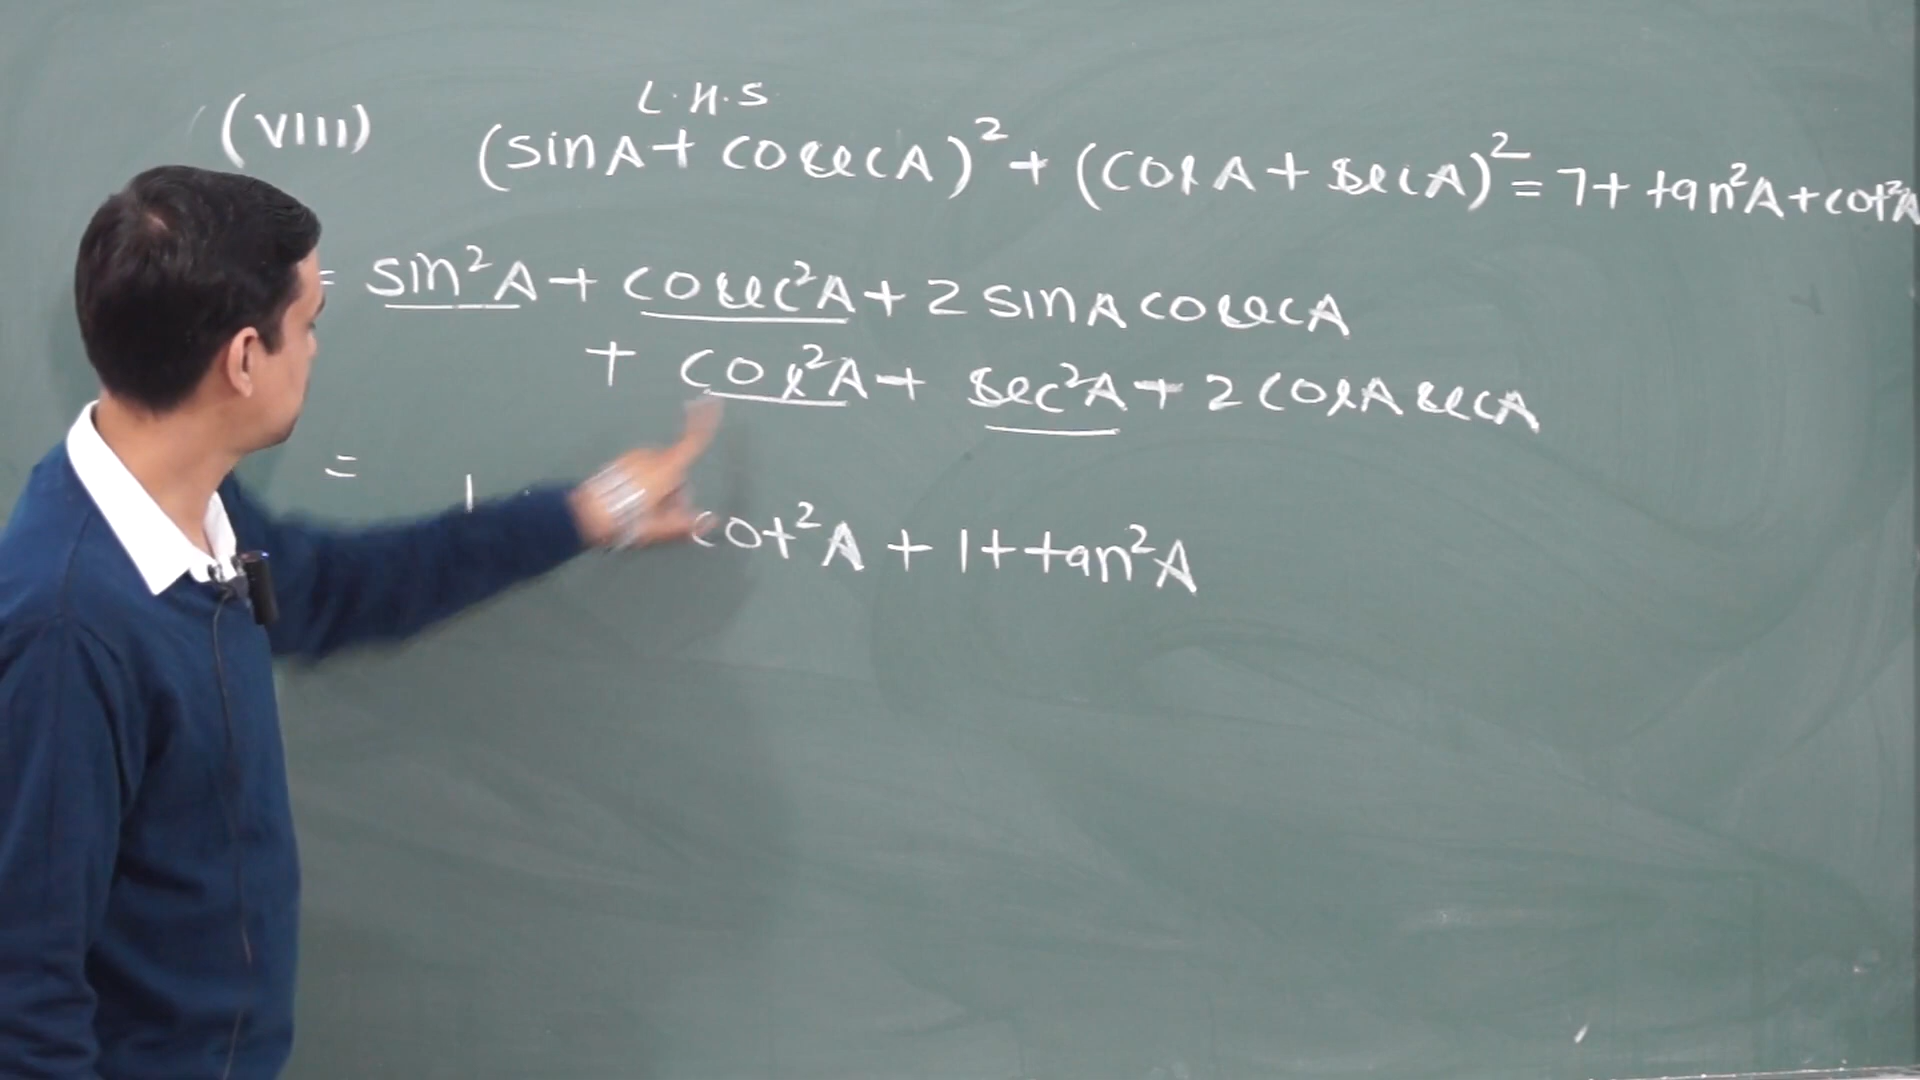 L.H.S
(VIII) (sinA + cosecA)² + (cosA + secA)² = 7 + tan²A + cot²A
= sin²A + cosec²A + 2 sinA cosecA
+ cos²A + sec²A + 2 cosA secA
= 1 cot²A + 1 + tan²A